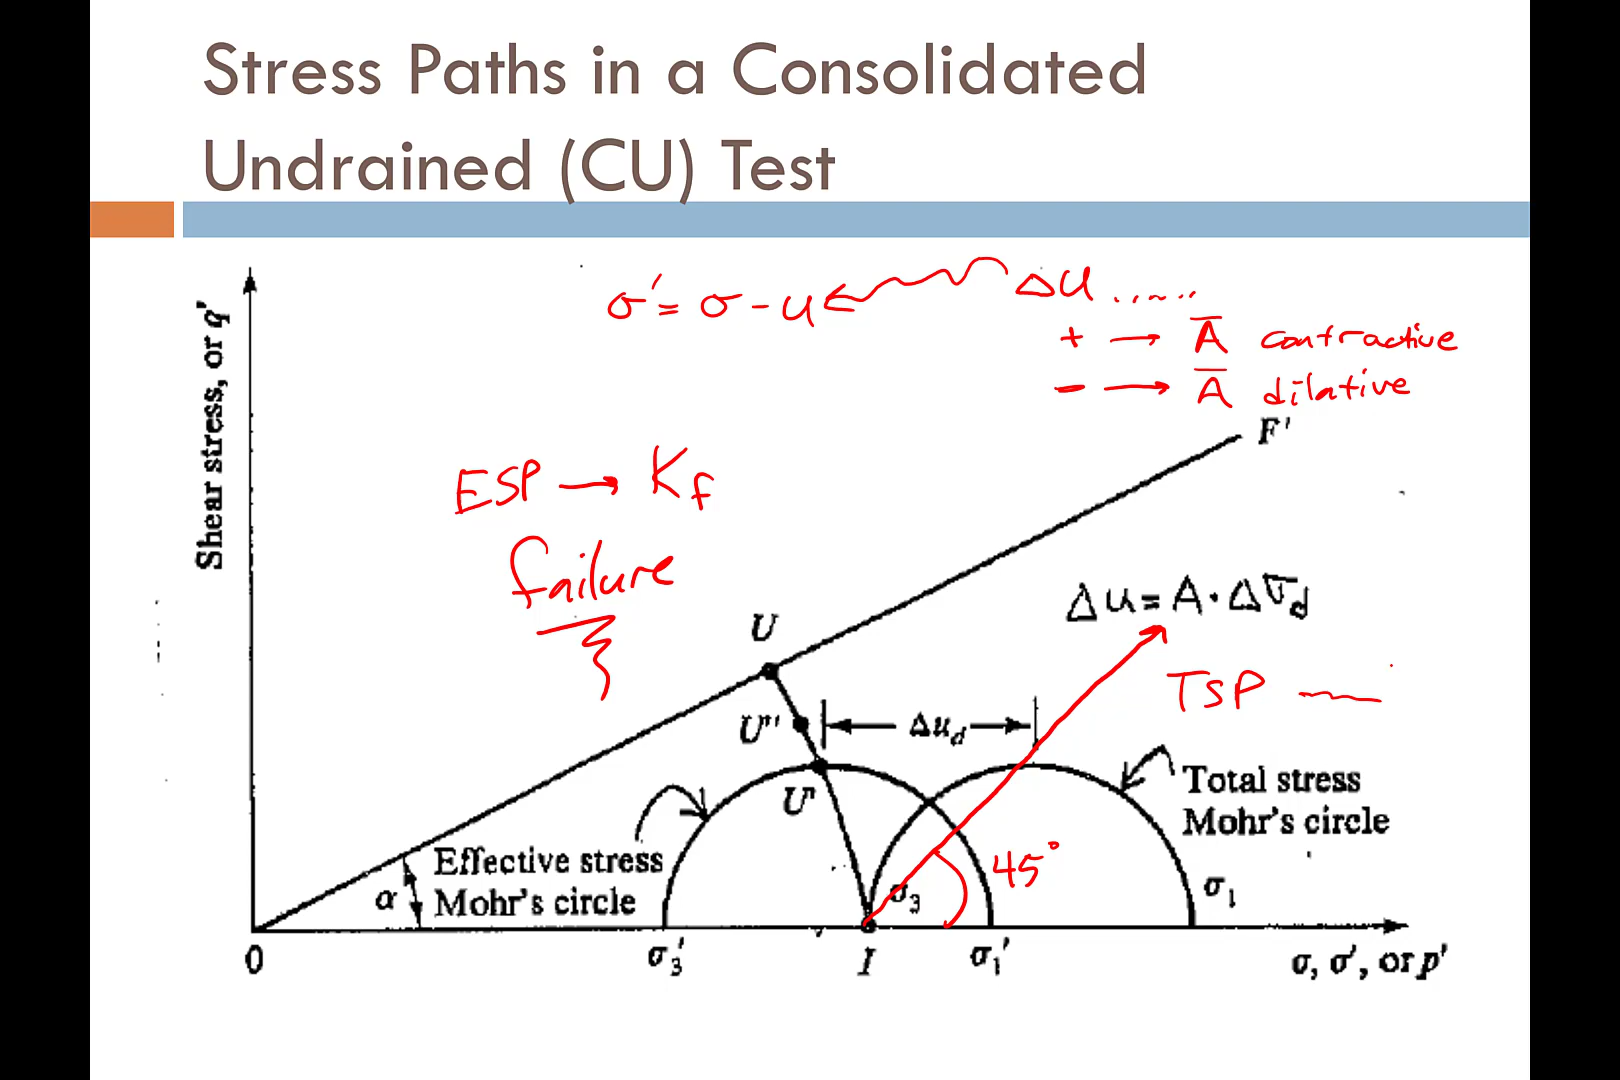 Stress Paths in a Consolidated
Undrained (CU) Test
σ' = σ - u
Δu .....
+ → A̅ contractive
- → A̅ dilative
Shear stress, or q'
F'
ESP → Kf
failure
Δu = A · Δσd
TSP
U
U"'
Δud
U"
Total stress
Mohr's circle
Effective stress
Mohr's circle
α
45°
σ3
σ1
0
σ3'
I
σ1'
σ, σ', or p'